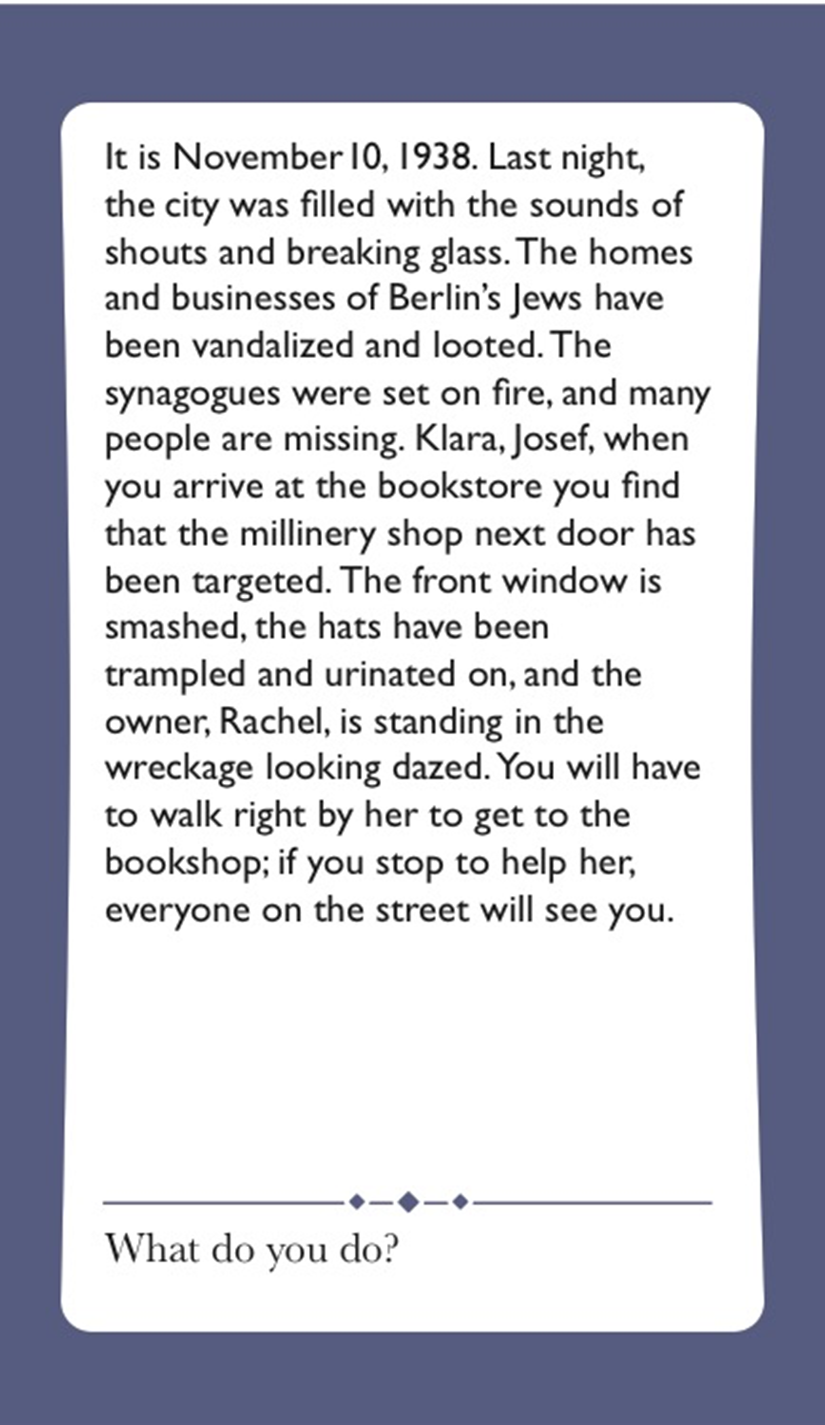 It is November 10, 1938. Last night,
the city was filled with the sounds of
shouts and breaking glass. The homes
and businesses of Berlin's Jews have
been vandalized and looted. The
synagogues were set on fire, and many
people are missing. Klara, Josef, when
you arrive at the bookstore you find
that the millinery shop next door has
been targeted. The front window is
smashed, the hats have been
trampled and urinated on, and the
owner, Rachel, is standing in the
wreckage looking dazed. You will have
to walk right by her to get to the
bookshop; if you stop to help her,
everyone on the street will see you.
What do you do?